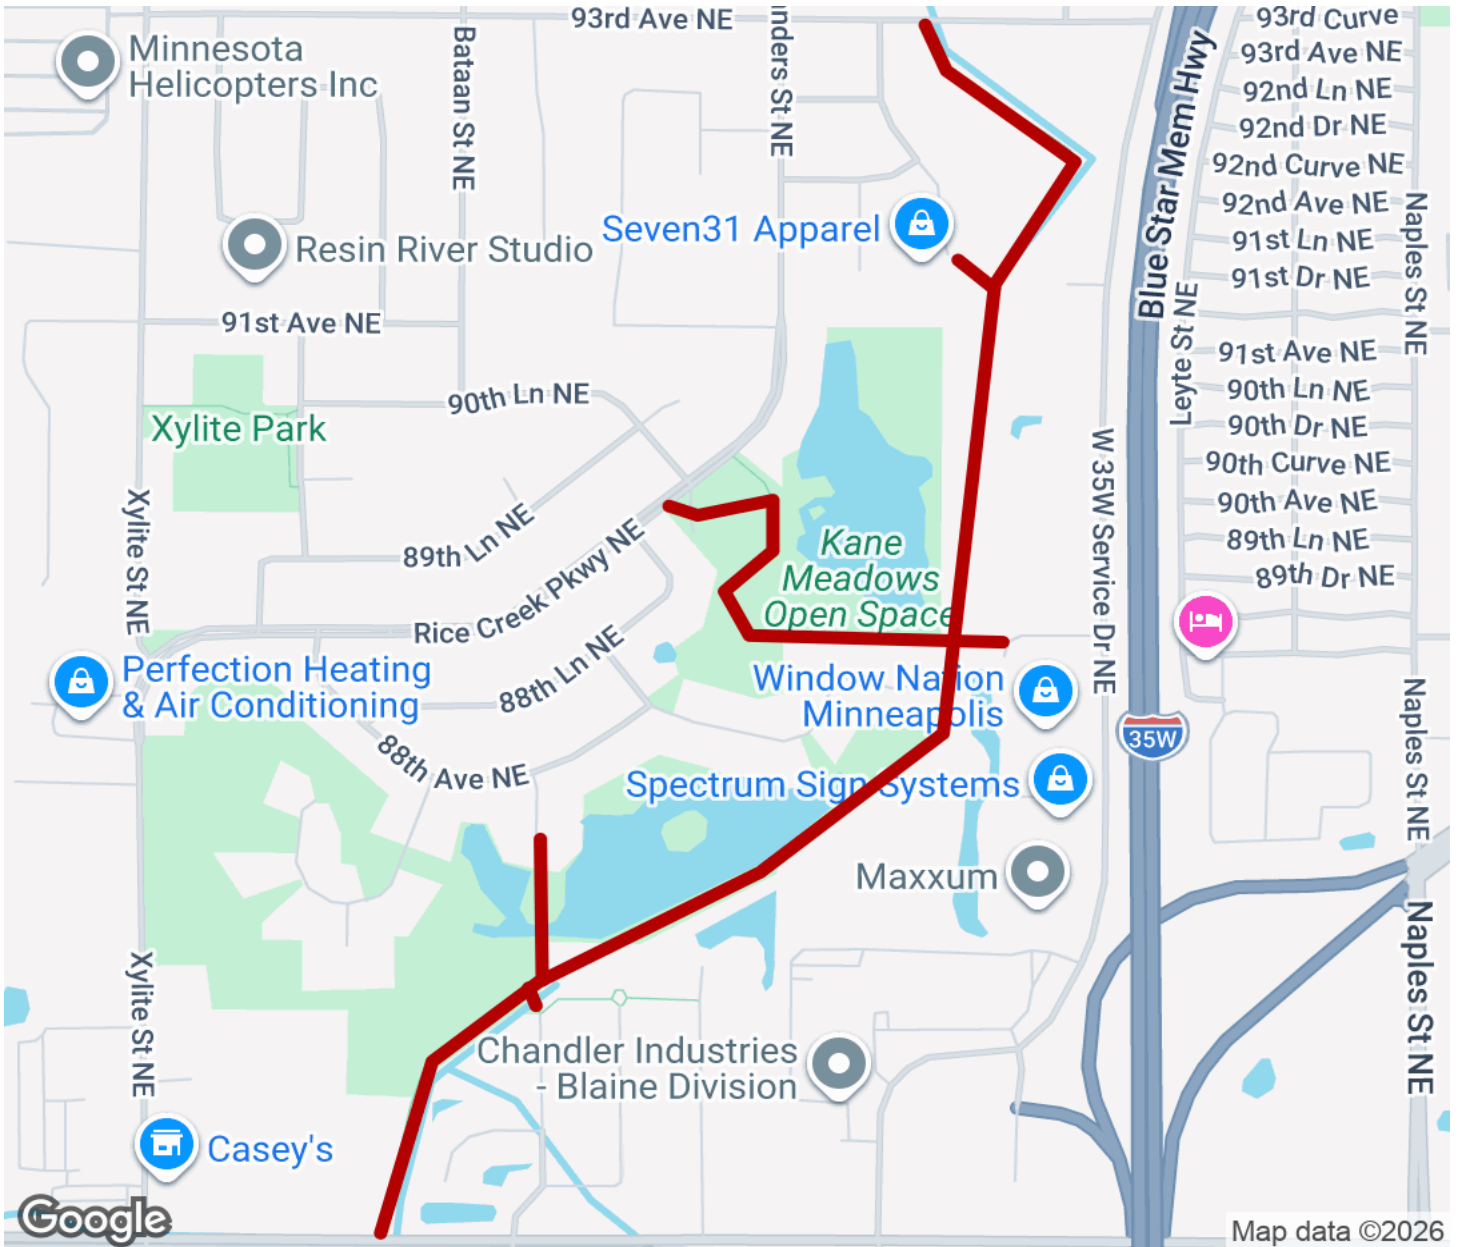 93rd Ave NE
93rd Curve
Minnesota
Helicopters Inc
Bataan St NE
nders St NE
Blue Star Mem Hwy
93rd Ave NE
92nd Ln NE
92nd Dr NE
92nd Curve NE
92nd Ave NE
Naples St NE
Seven31 Apparel
Resin River Studio
91st Ln NE
91st Dr NE
Leyte St NE
91st Ave NE
91st Ave NE
90th Ln NE
90th Ln NE
Xylite Park
90th Dr NE
W 35W Service Dr NE
90th Curve NE
Xylite St NE
90th Ave NE
89th Ln NE
89th Ln NE
Kane
Meadows
Open Space
89th Dr NE
Rice Creek Pkwy NE
88th Ln NE
Perfection Heating
& Air Conditioning
Window Nation
Minneapolis
Naples St NE
35W
88th Ave NE
Spectrum Sign Systems
Maxxum
Naples St NE
Xylite St NE
Chandler Industries
- Blaine Division
Casey's
Google
Map data ©2026